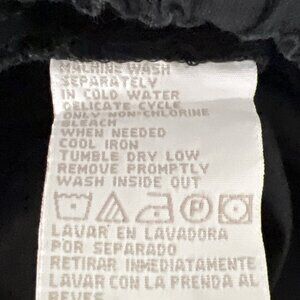 MACHINE WASH
SEPARATELY
IN COLD WATER
DELICATE CYCLE
ONLY NON-CHLORINE
BLEACH
WHEN NEEDED
COOL IRON
TUMBLE DRY LOW
REMOVE PROMPTLY
WASH INSIDE OUT
P
LAVAR EN LAVADORA
POR SEPARADO
RETIRAR INMEDIATAMENTE
LAVAR CON LA PRENDA AL
REVES